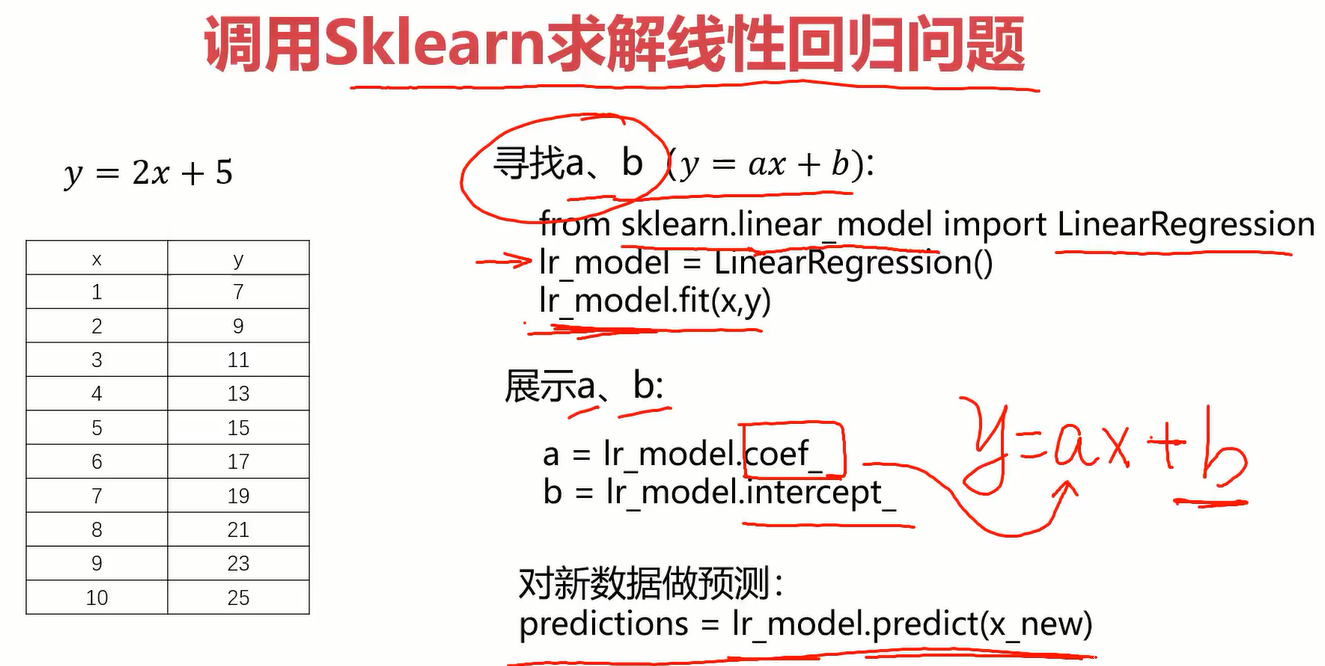 调用Sklearn求解线性回归问题
y = 2x + 5
x y
1 7
2 9
3 11
4 13
5 15
6 17
7 19
8 21
9 23
10 25
寻找a、b (y = ax + b):
from sklearn.linear_model import LinearRegression
lr_model = LinearRegression()
lr_model.fit(x,y)
展示a、b:
a = lr_model.coef_
b = lr_model.intercept_
y=ax+b
对新数据做预测:
predictions = lr_model.predict(x_new)